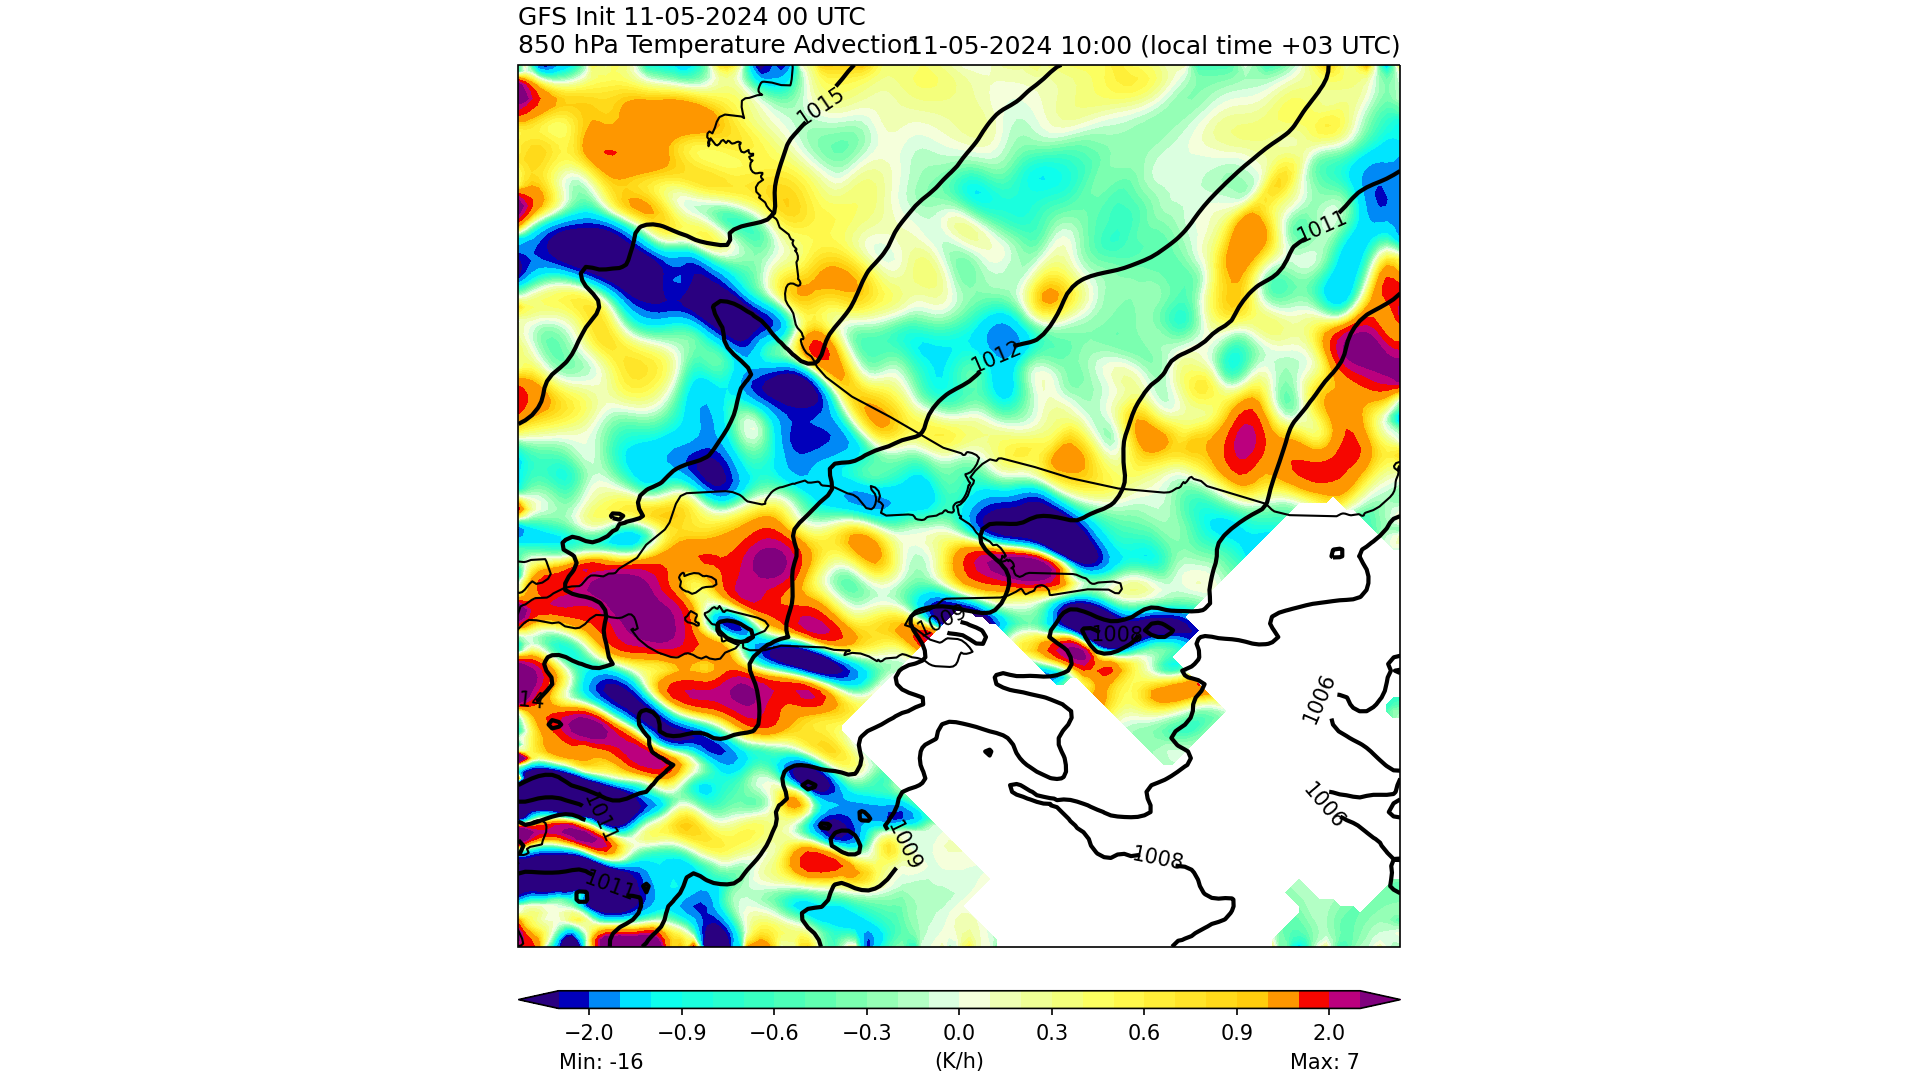 GFS Init 11-05-2024 00 UTC
850 hPa Temperature Advection
11-05-2024 10:00 (local time +03 UTC)
1015
1011
1012
1009
1008
14
1006
1006
1011
1009
1008
1011
−2.0 −0.9 −0.6 −0.3 0.0 0.3 0.6 0.9 2.0
Min: -16 (K/h) Max: 7